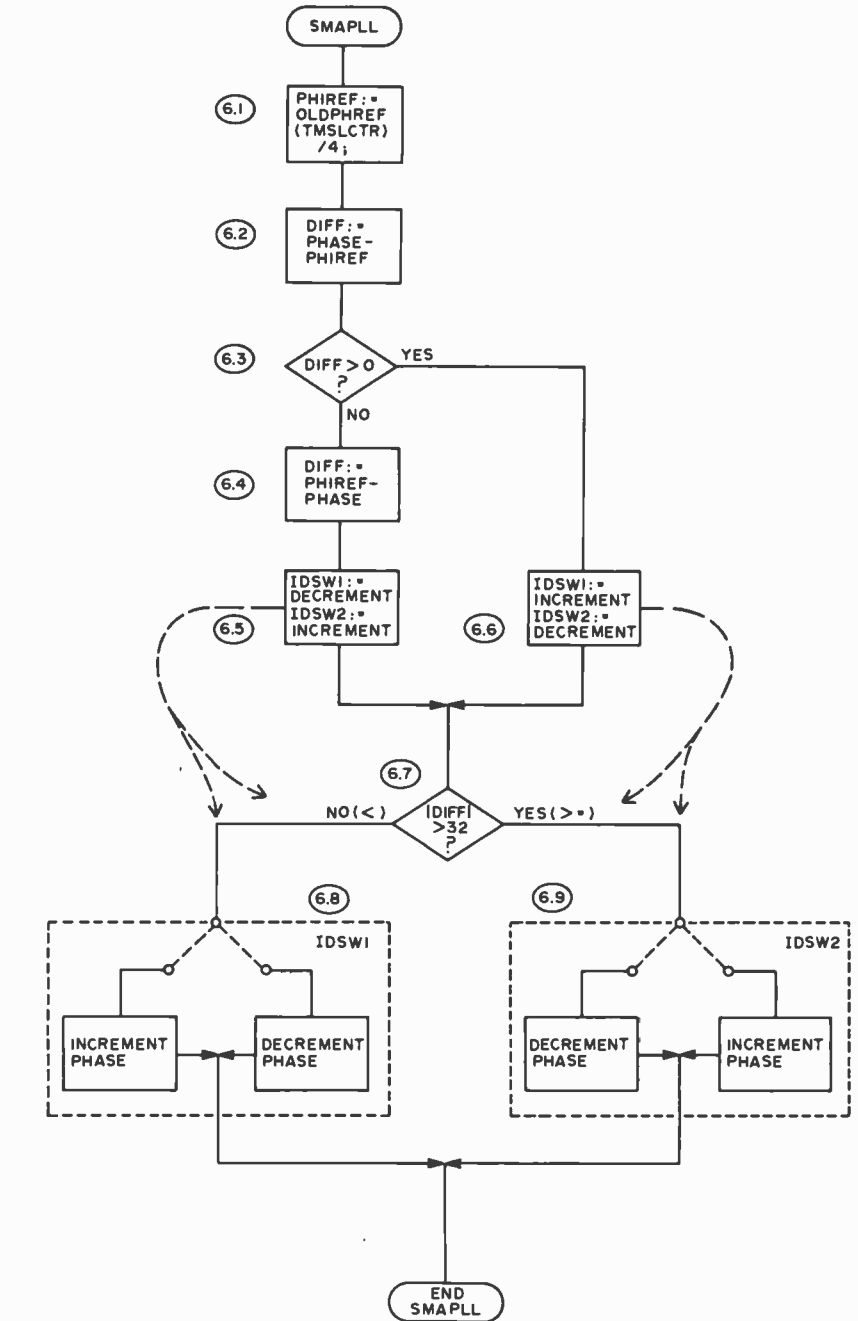 SMAPLL
6.1
PHIREF:=
OLDPHREF
(TMSLCTR)
/4;
6.2
DIFF:=
PHASE-
PHIREF
6.3
DIFF>0
?
YES
NO
6.4
DIFF:=
PHIREF-
PHASE
6.5
IDSW1:=
DECREMENT
IDSW2:=
INCREMENT
6.6
IDSW1:=
INCREMENT
IDSW2:=
DECREMENT
6.7
NO(<)
|DIFF|
>32
?
YES(>=)
6.8
IDSW1
INCREMENT
PHASE
DECREMENT
PHASE
6.9
IDSW2
DECREMENT
PHASE
INCREMENT
PHASE
END
SMAPLL